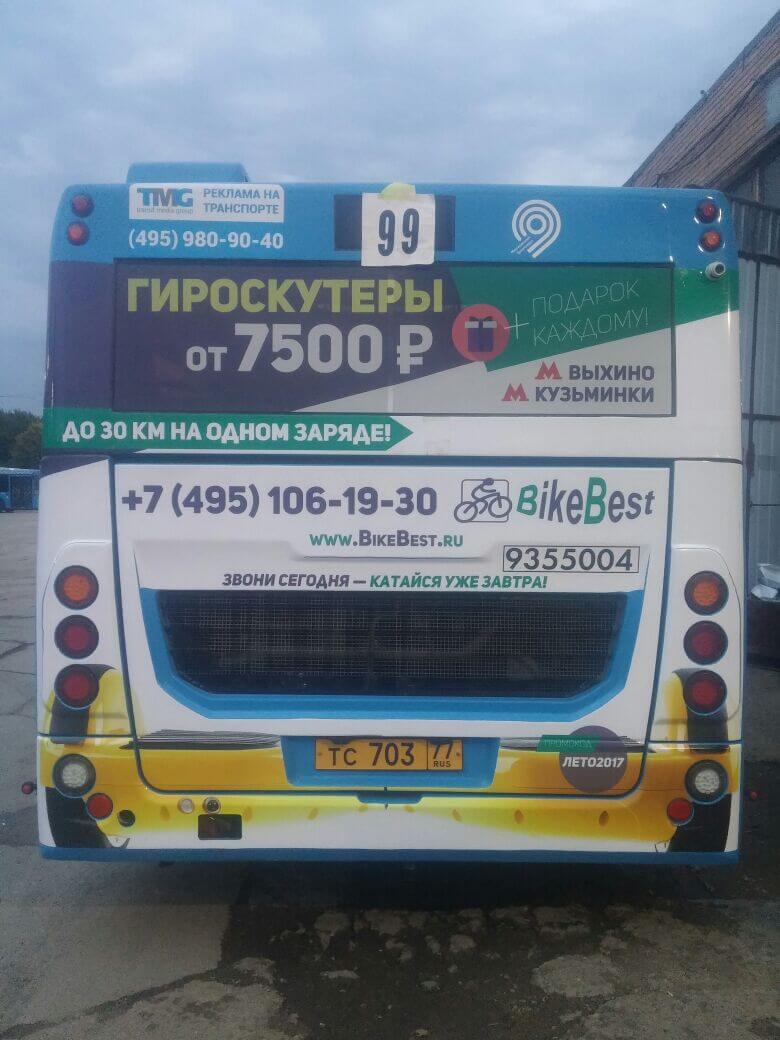 TMG
transit media group
РЕКЛАМА НА
ТРАНСПОРТЕ
(495) 980-90-40
99
ГИРОСКУТЕРЫ
ОТ 7500 ₽
+ ПОДАРОК
КАЖДОМУ!
М ВЫХИНО
М КУЗЬМИНКИ
ДО 30 КМ НА ОДНОМ ЗАРЯДЕ!
+7 (495) 106-19-30
BikeBest
www.BikeBest.ru
9355004
ЗВОНИ СЕГОДНЯ — КАТАЙСЯ УЖЕ ЗАВТРА!
ТС 703 77
RUS
ПРОМОКОД
ЛЕТО2017